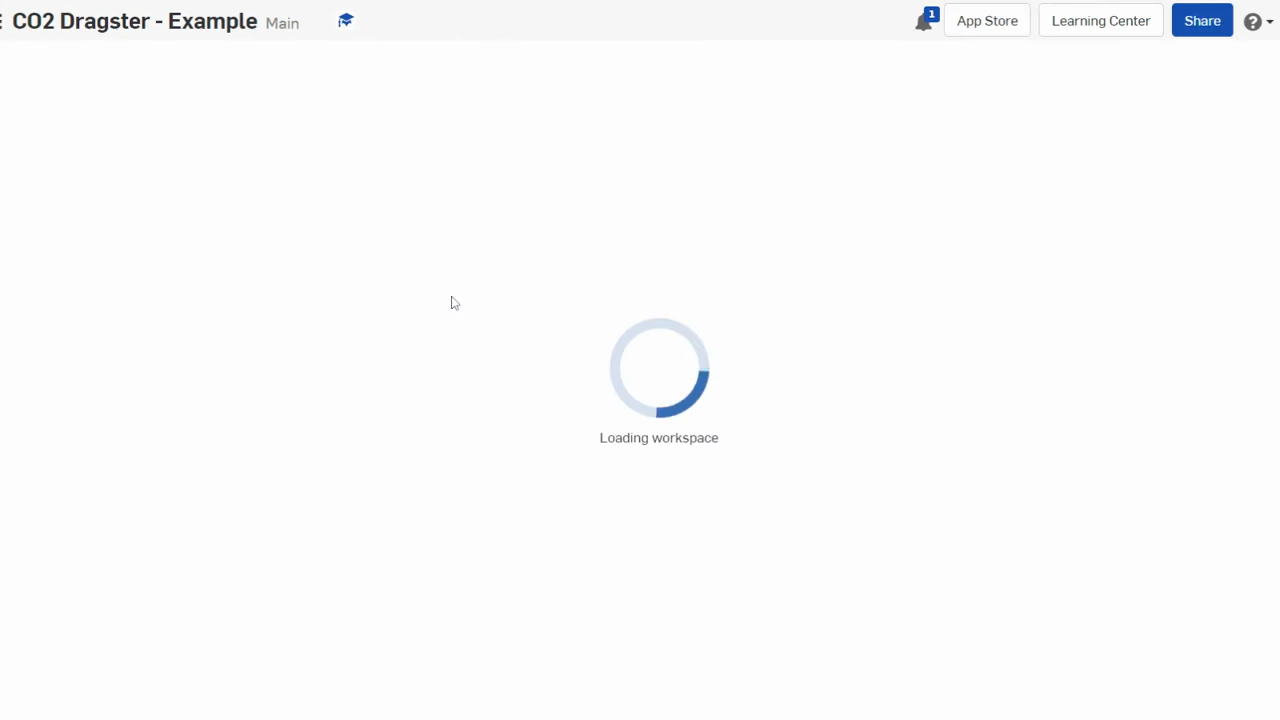 CO2 Dragster - Example Main
1
App Store
Learning Center
Share
?
Loading workspace